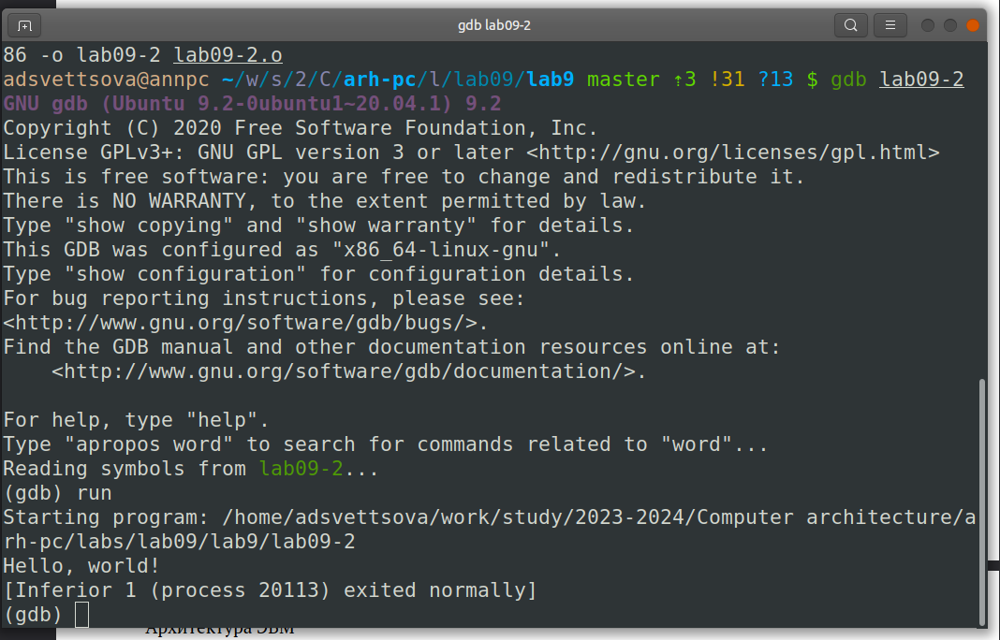 gdb lab09-2
86 -o lab09-2 lab09-2.o
adsvettsova@annpc ~/w/s/2/C/arh-pc/l/lab09/lab9 master ⇡3 !31 ?13 $ gdb lab09-2
GNU gdb (Ubuntu 9.2-0ubuntu1~20.04.1) 9.2
Copyright (C) 2020 Free Software Foundation, Inc.
License GPLv3+: GNU GPL version 3 or later <http://gnu.org/licenses/gpl.html>
This is free software: you are free to change and redistribute it.
There is NO WARRANTY, to the extent permitted by law.
Type "show copying" and "show warranty" for details.
This GDB was configured as "x86_64-linux-gnu".
Type "show configuration" for configuration details.
For bug reporting instructions, please see:
<http://www.gnu.org/software/gdb/bugs/>.
Find the GDB manual and other documentation resources online at:
    <http://www.gnu.org/software/gdb/documentation/>.

For help, type "help".
Type "apropos word" to search for commands related to "word"...
Reading symbols from lab09-2...
(gdb) run
Starting program: /home/adsvettsova/work/study/2023-2024/Computer architecture/a
rh-pc/labs/lab09/lab9/lab09-2
Hello, world!
[Inferior 1 (process 20113) exited normally]
(gdb)
Архитектура ЭВМ